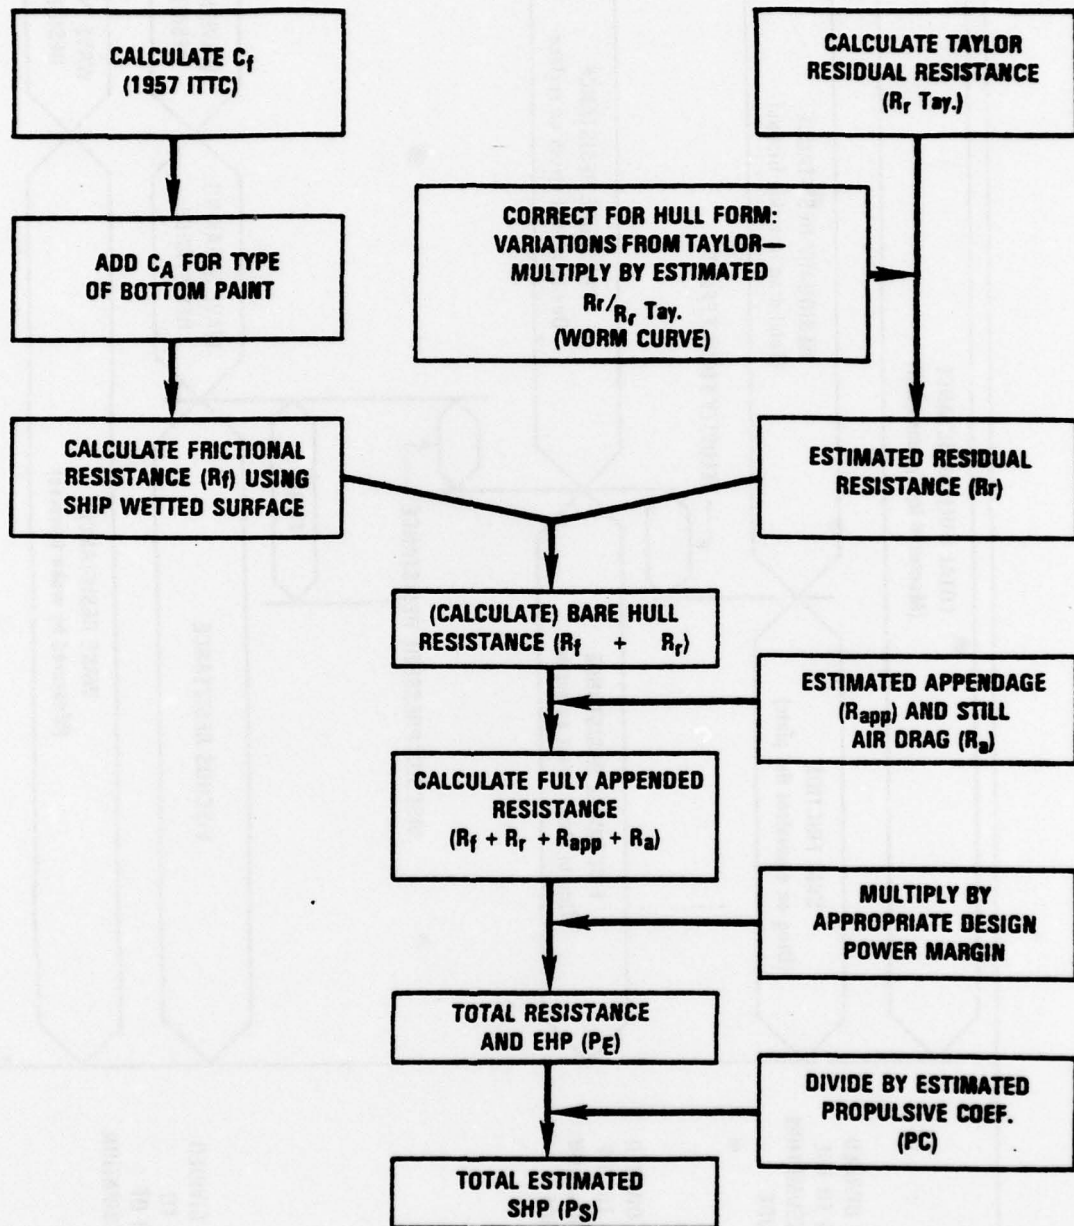 CALCULATE Cf
(1957 ITTC)
CALCULATE TAYLOR
RESIDUAL RESISTANCE
(Rr Tay.)
CORRECT FOR HULL FORM:
VARIATIONS FROM TAYLOR—
MULTIPLY BY ESTIMATED
Rr/Rr Tay.
(WORM CURVE)
ADD CA FOR TYPE
OF BOTTOM PAINT
CALCULATE FRICTIONAL
RESISTANCE (Rf) USING
SHIP WETTED SURFACE
ESTIMATED RESIDUAL
RESISTANCE (Rr)
(CALCULATE) BARE HULL
RESISTANCE (Rf + Rr)
ESTIMATED APPENDAGE
(Rapp) AND STILL
AIR DRAG (Ra)
CALCULATE FULLY APPENDED
RESISTANCE
(Rf + Rr + Rapp + Ra)
MULTIPLY BY
APPROPRIATE DESIGN
POWER MARGIN
TOTAL RESISTANCE
AND EHP (PE)
DIVIDE BY ESTIMATED
PROPULSIVE COEF.
(PC)
TOTAL ESTIMATED
SHP (PS)